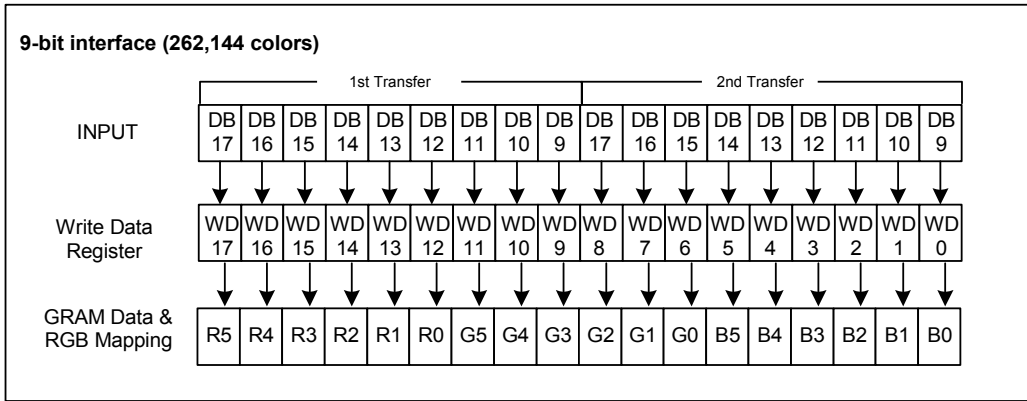 9-bit interface (262,144 colors)
1st Transfer 2nd Transfer
INPUT
DB DB DB DB DB DB DB DB DB DB DB DB DB DB DB DB DB DB
17 16 15 14 13 12 11 10 9 17 16 15 14 13 12 11 10 9
Write Data
Register
WD WD WD WD WD WD WD WD WD WD WD WD WD WD WD WD WD WD
17 16 15 14 13 12 11 10 9 8 7 6 5 4 3 2 1 0
GRAM Data &
RGB Mapping
R5 R4 R3 R2 R1 R0 G5 G4 G3 G2 G1 G0 B5 B4 B3 B2 B1 B0